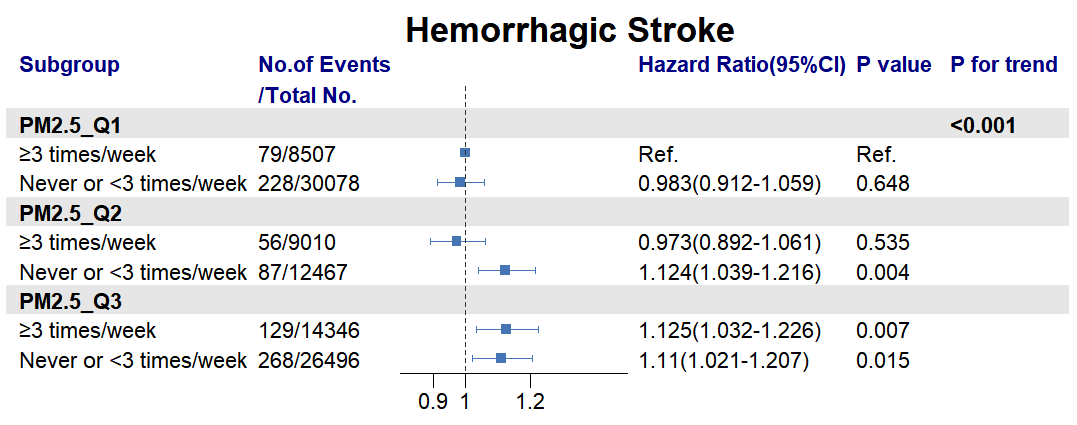 Hemorrhagic Stroke
Subgroup No.of Events Hazard Ratio(95%CI) P value P for trend
/Total No.
PM2.5_Q1 <0.001
≥3 times/week 79/8507 Ref. Ref.
Never or <3 times/week 228/30078 0.983(0.912-1.059) 0.648
PM2.5_Q2
≥3 times/week 56/9010 0.973(0.892-1.061) 0.535
Never or <3 times/week 87/12467 1.124(1.039-1.216) 0.004
PM2.5_Q3
≥3 times/week 129/14346 1.125(1.032-1.226) 0.007
Never or <3 times/week 268/26496 1.11(1.021-1.207) 0.015
0.9 1 1.2